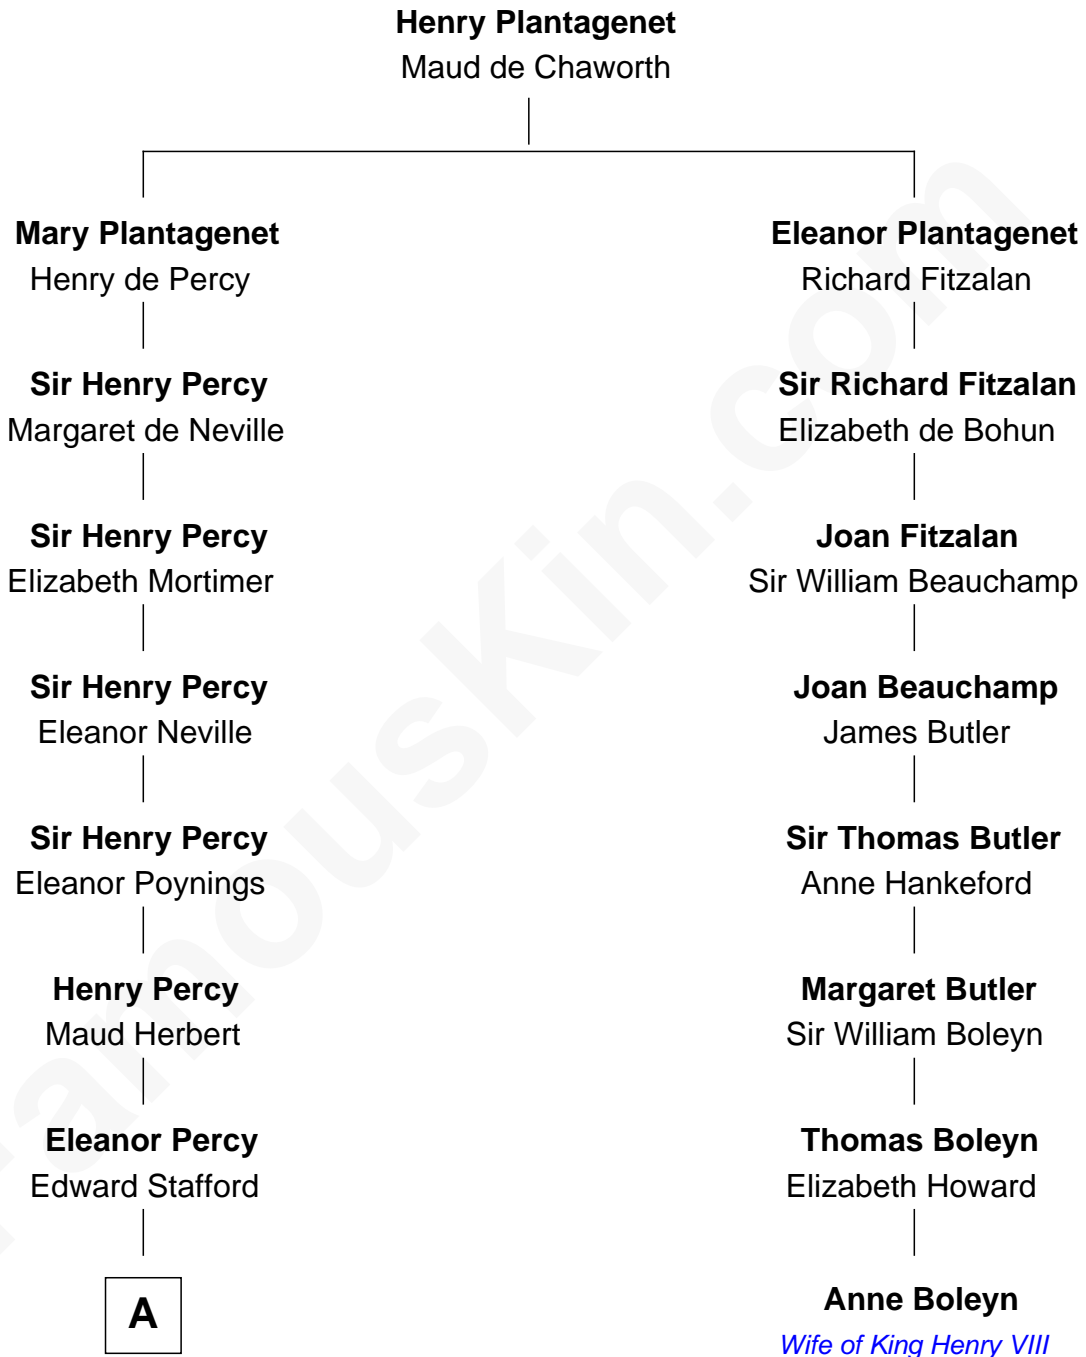 Henry Plantagenet
Maud de Chaworth
Mary Plantagenet
Henry de Percy
Eleanor Plantagenet
Richard Fitzalan
Sir Henry Percy
Margaret de Neville
Sir Richard Fitzalan
Elizabeth de Bohun
Sir Henry Percy
Elizabeth Mortimer
Joan Fitzalan
Sir William Beauchamp
Sir Henry Percy
Eleanor Neville
Joan Beauchamp
James Butler
Sir Henry Percy
Eleanor Poynings
Sir Thomas Butler
Anne Hankeford
Henry Percy
Maud Herbert
Margaret Butler
Sir William Boleyn
Eleanor Percy
Edward Stafford
Thomas Boleyn
Elizabeth Howard
A
Anne Boleyn
Wife of King Henry VIII
FamousKin.com